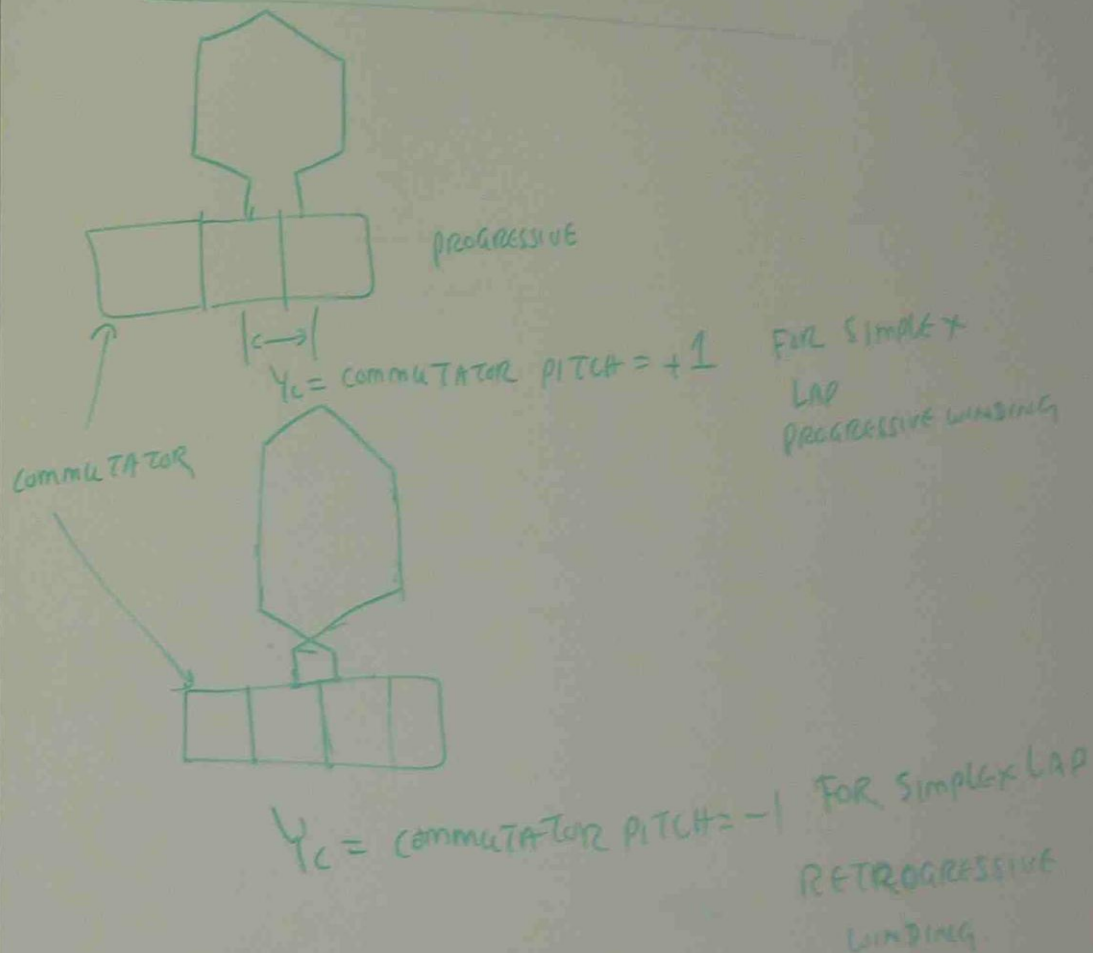 PROGRESSIVE
Yc = COMMUTATOR PITCH = +1 FOR SIMPLEX
LAP
PROGRESSIVE WINDING
COMMUTATOR
Yc = COMMUTATOR PITCH = -1 FOR SIMPLEX LAP
RETROGRESSIVE
WINDING